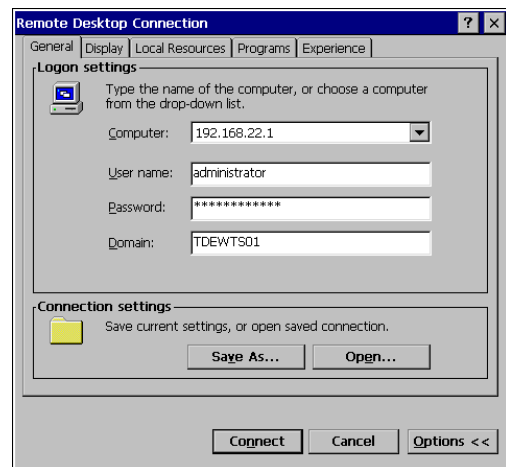 Remote Desktop Connection
General Display Local Resources Programs Experience
Logon settings
Type the name of the computer, or choose a computer
from the drop-down list.
Computer: 192.168.22.1
User name: administrator
Password: ************
Domain: TDEWTS01
Connection settings
Save current settings, or open saved connection.
Save As... Open...
Connect Cancel Options <<